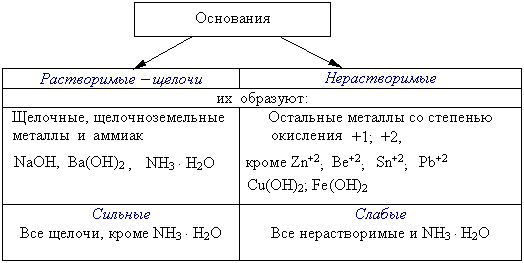 Основания
Растворимые – щелочи
Нерастворимые
их образуют:
Щелочные, щелочноземельные
металлы и аммиак
NaOH, Ba(OH)₂ , NH₃ · H₂O
Остальные металлы со степенью
окисления +1; +2,
кроме Zn⁺²; Be⁺²; Sn⁺²; Pb⁺²
Cu(OH)₂; Fe(OH)₂
Сильные
Все щелочи, кроме NH₃ · H₂O
Слабые
Все нерастворимые и NH₃ · H₂O